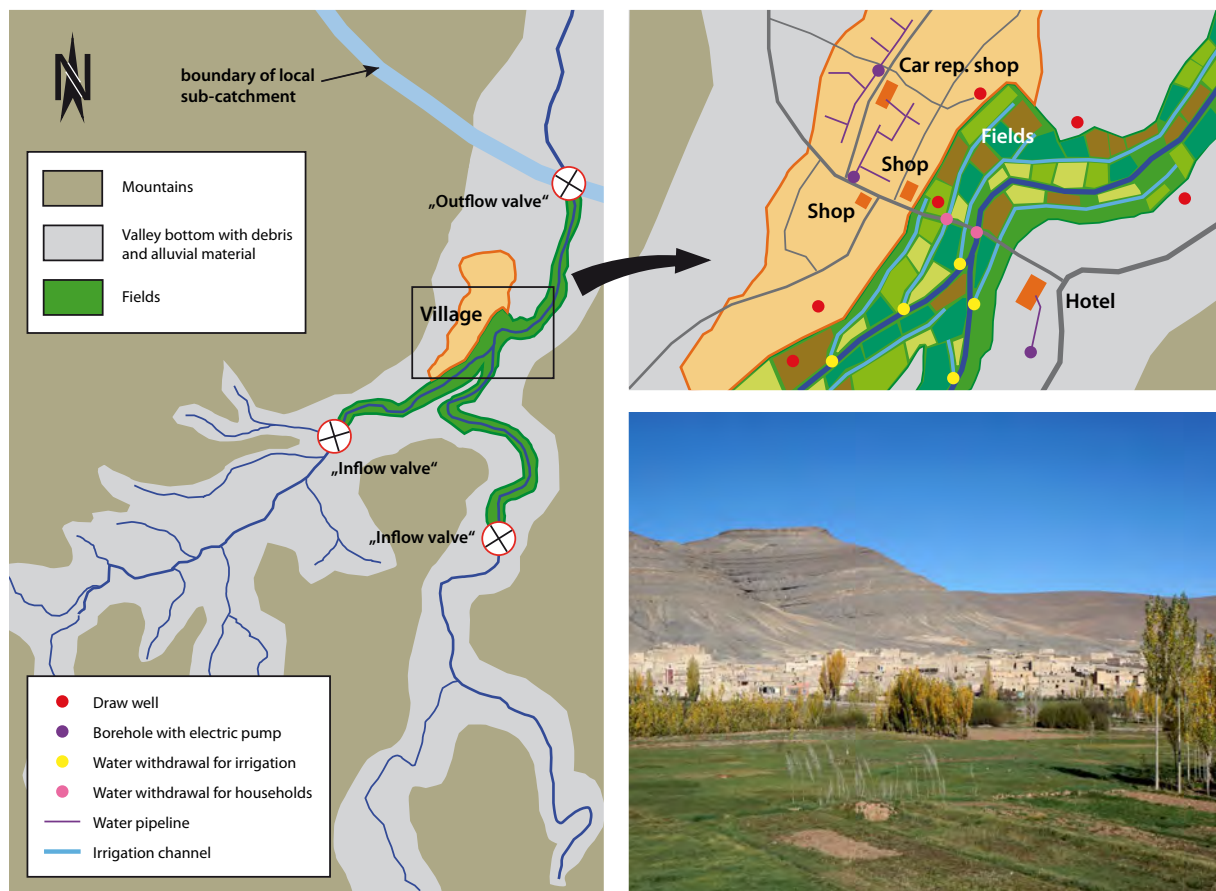 N
boundary of local
sub-catchment
Mountains
Valley bottom with debris
and alluvial material
Fields
„Outflow valve“
Village
„Inflow valve“
„Inflow valve“
Draw well
Borehole with electric pump
Water withdrawal for irrigation
Water withdrawal for households
Water pipeline
Irrigation channel
Car rep. shop
Fields
Shop
Shop
Hotel